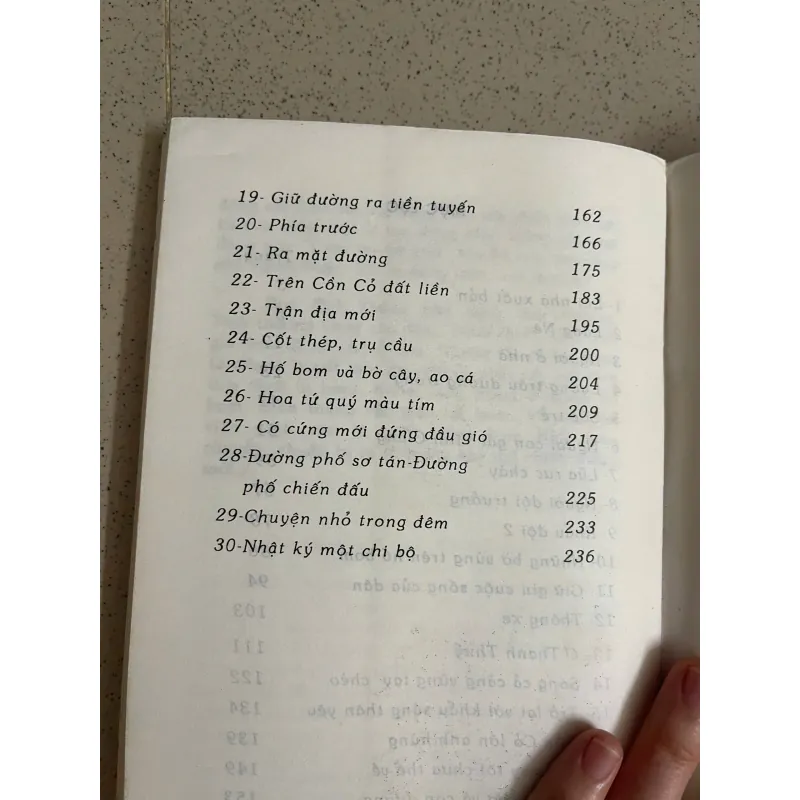 19- Giữ đường ra tiền tuyến 162
20- Phía trước 166
21- Ra mặt đường 175
22- Trên Cồn Cỏ đất liền 183
23- Trận địa mới 195
24- Cốt thép, trụ cầu 200
25- Hố bom và bờ cây, ao cá 204
26- Hoa tứ quý màu tím 209
27- Có cứng mới đứng đầu gió 217
28-Đường phố sơ tán-Đường
phố chiến đấu 225
29-Chuyện nhỏ trong đêm 233
30-Nhật ký một chi bộ 236